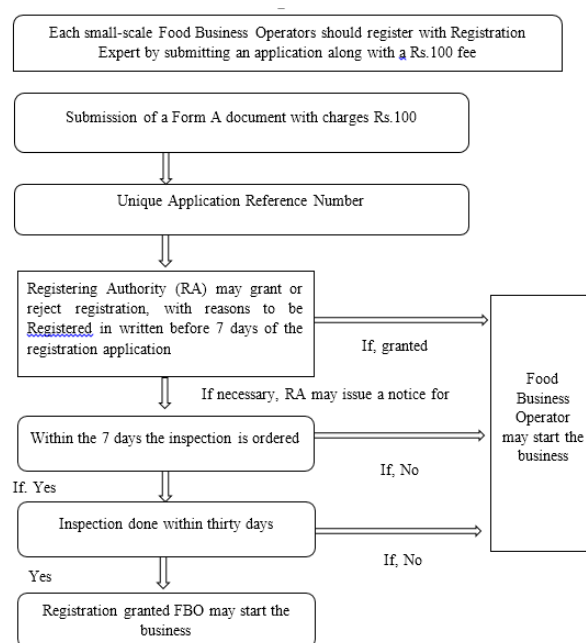 Each small-scale Food Business Operators should register with Registration
Expert by submitting an application along with a Rs.100 fee
Submission of a Form A document with charges Rs.100
Unique Application Reference Number
Registering Authority (RA) may grant or
reject registration, with reasons to be
Registered in written before 7 days of the
registration application
If, granted
If necessary, RA may issue a notice for
Food
Business
Operator
may start the
business
Within the 7 days the inspection is ordered
If, No
If. Yes
Inspection done within thirty days
If, No
Yes
Registration granted FBO may start the
business